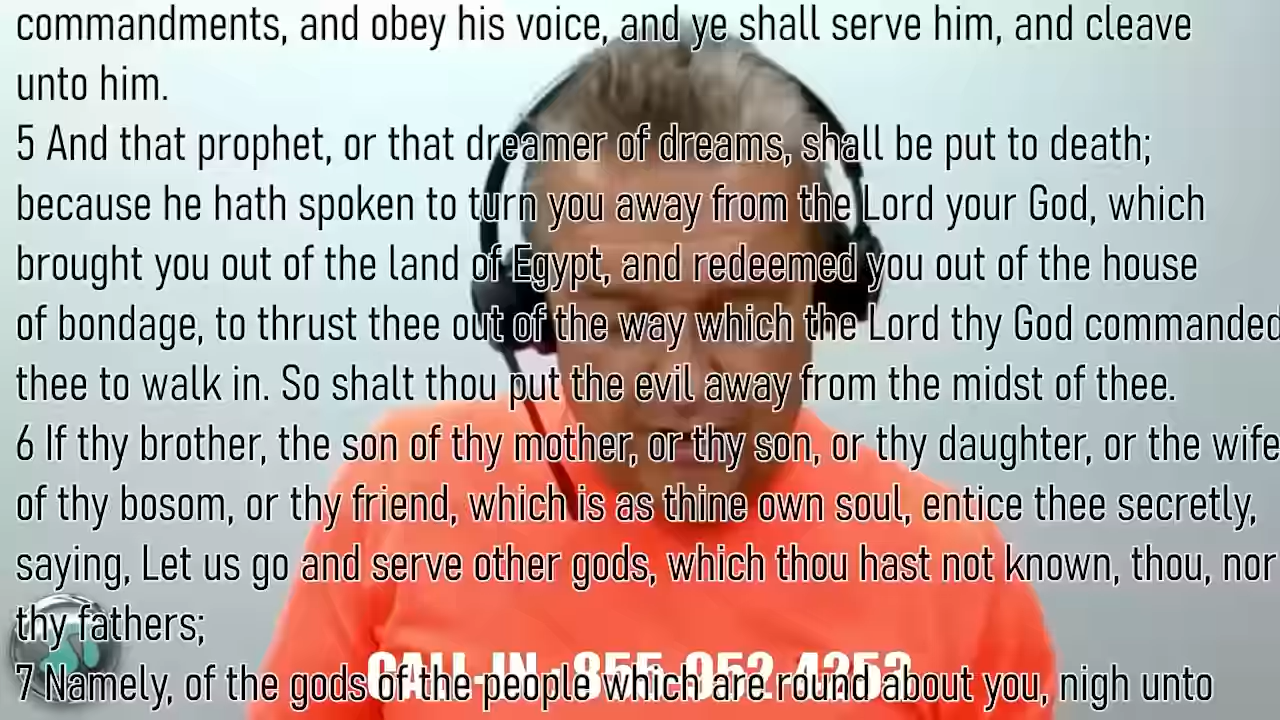 commandments, and obey his voice, and ye shall serve him, and cleave
unto him.
5 And that prophet, or that dreamer of dreams, shall be put to death;
because he hath spoken to turn you away from the Lord your God, which
brought you out of the land of Egypt, and redeemed you out of the house
of bondage, to thrust thee out of the way which the Lord thy God commanded
thee to walk in. So shalt thou put the evil away from the midst of thee.
6 If thy brother, the son of thy mother, or thy son, or thy daughter, or the wife
of thy bosom, or thy friend, which is as thine own soul, entice thee secretly,
saying, Let us go and serve other gods, which thou hast not known, thou, nor
thy fathers;
CALL-IN: 855-952-4253
7 Namely, of the gods of the people which are round about you, nigh unto